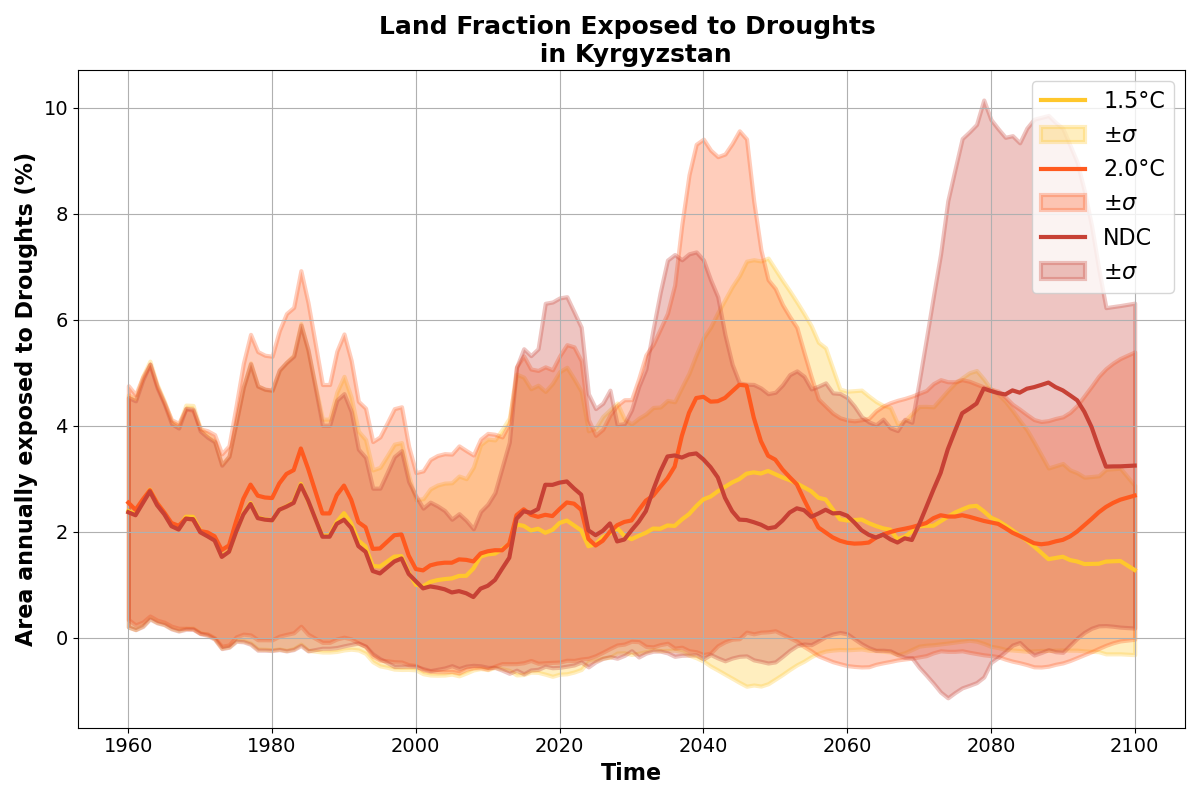 Land Fraction Exposed to Droughts
in Kyrgyzstan
Area annually exposed to Droughts (%)
10
8
6
4
2
0
1960
1980
2000
2020
2040
2060
2080
2100
Time
1.5°C
±σ
2.0°C
±σ
NDC
±σ